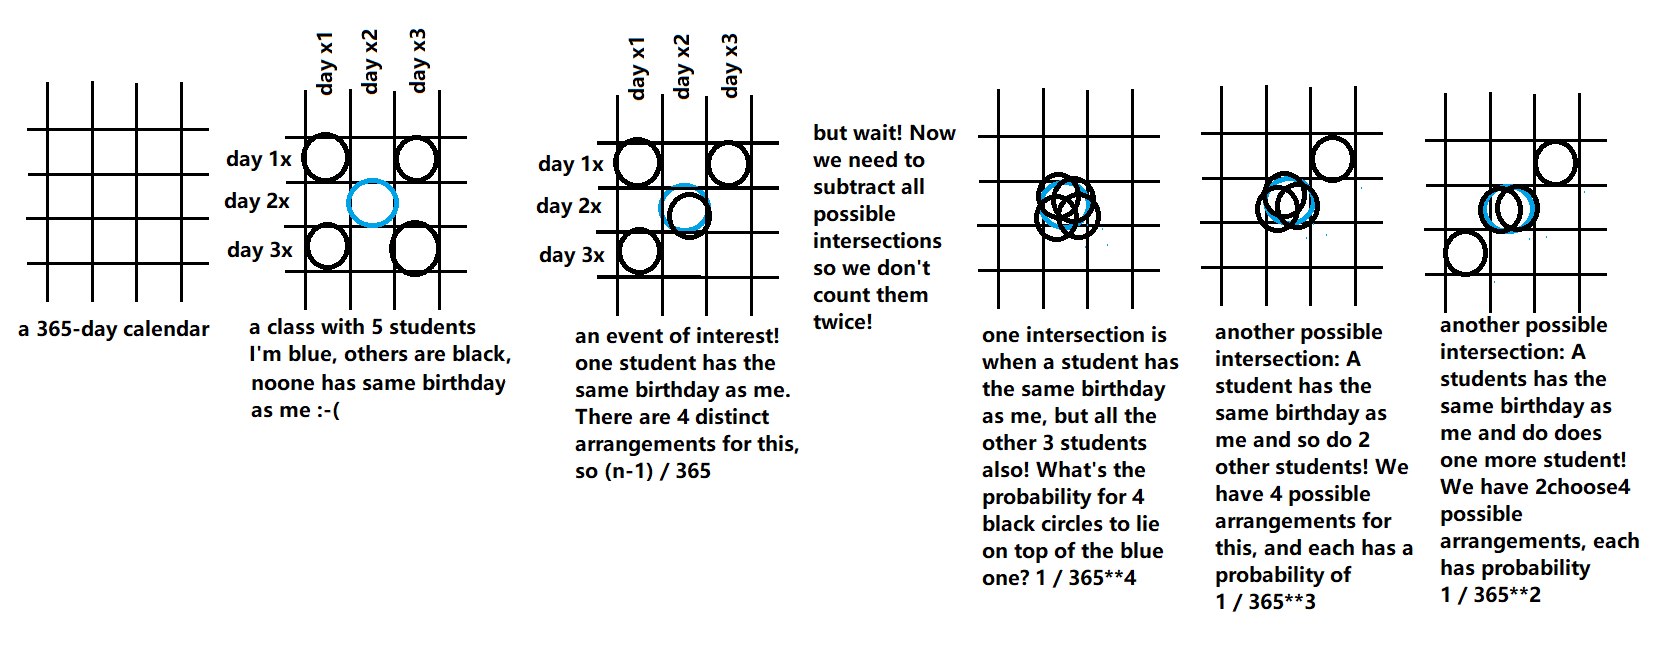 day x1
day x2
day x3
day 1x
day 2x
day 3x
a 365-day calendar
a class with 5 students
I'm blue, others are black,
noone has same birthday
as me :-(
day x1
day x2
day x3
day 1x
day 2x
day 3x
an event of interest!
one student has the
same birthday as me.
There are 4 distinct
arrangements for this,
so (n-1) / 365
but wait! Now
we need to
subtract all
possible
intersections
so we don't
count them
twice!
one intersection is
when a student has
the same birthday
as me, but all the
other 3 students
also! What's the
probability for 4
black circles to lie
on top of the blue
one? 1 / 365**4
another possible
intersection: A
student has the
same birthday as
me and so do 2
other students! We
have 4 possible
arrangements for
this, and each has a
probability of
1 / 365**3
another possible
intersection: A
students has the
same birthday as
me and do does
one more student!
We have 2choose4
possible
arrangements, each
has probability
1 / 365**2